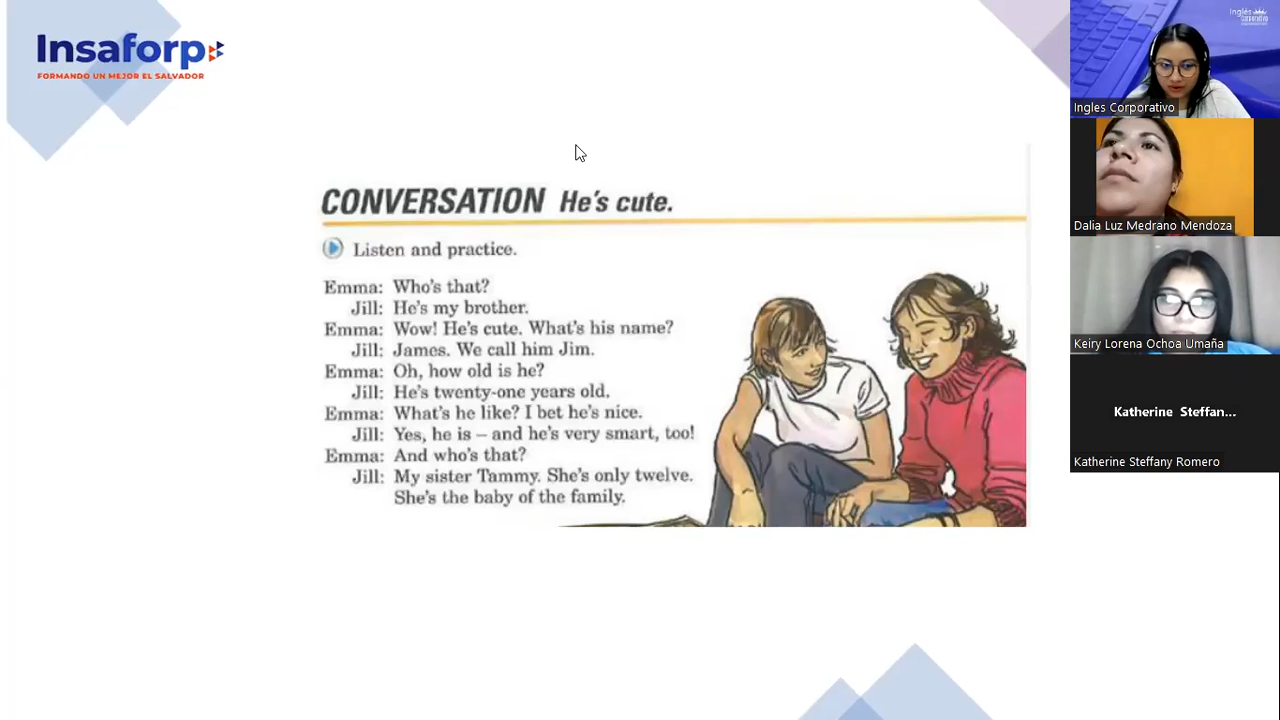 Insaforp
FORMANDO UN MEJOR EL SALVADOR
CONVERSATION He's cute.
Listen and practice.
Emma: Who's that?
Jill: He's my brother.
Emma: Wow! He's cute. What's his name?
Jill: James. We call him Jim.
Emma: Oh, how old is he?
Jill: He's twenty-one years old.
Emma: What's he like? I bet he's nice.
Jill: Yes, he is – and he's very smart, too!
Emma: And who's that?
Jill: My sister Tammy. She's only twelve.
She's the baby of the family.
Inglés
Corporativo
Ingles Corporativo
Dalia Luz Medrano Mendoza
Keiry Lorena Ochoa Umaña
Katherine Steffan...
Katherine Steffany Romero